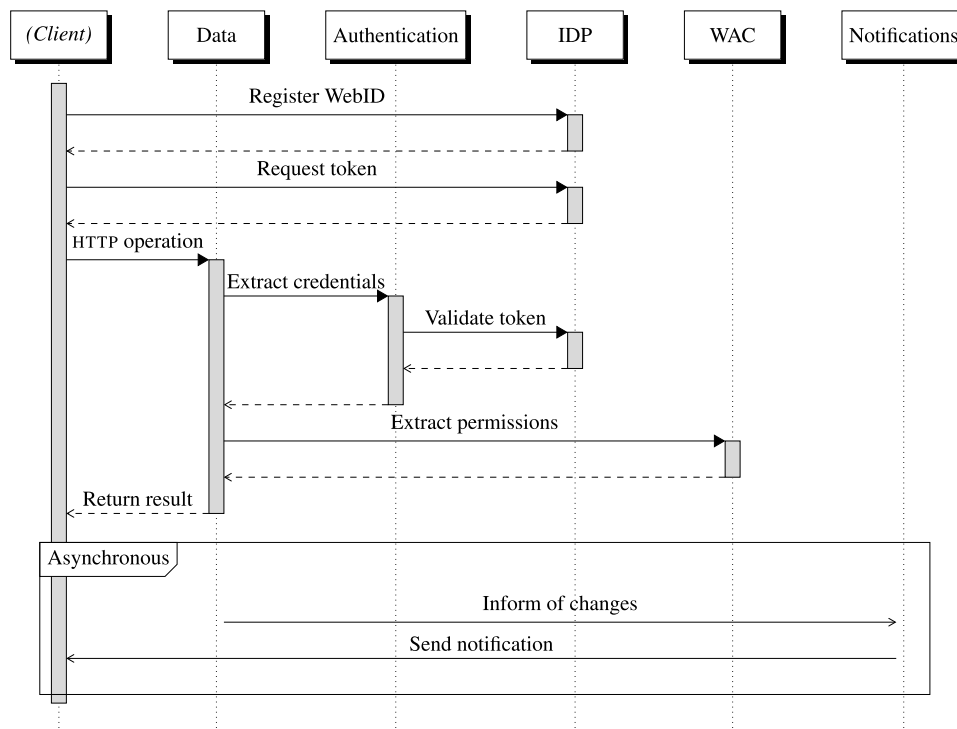 (Client)
Data
Authentication
IDP
WAC
Notifications
Register WebID
Request token
HTTP operation
Extract credentials
Validate token
Extract permissions
Return result
Asynchronous
Inform of changes
Send notification